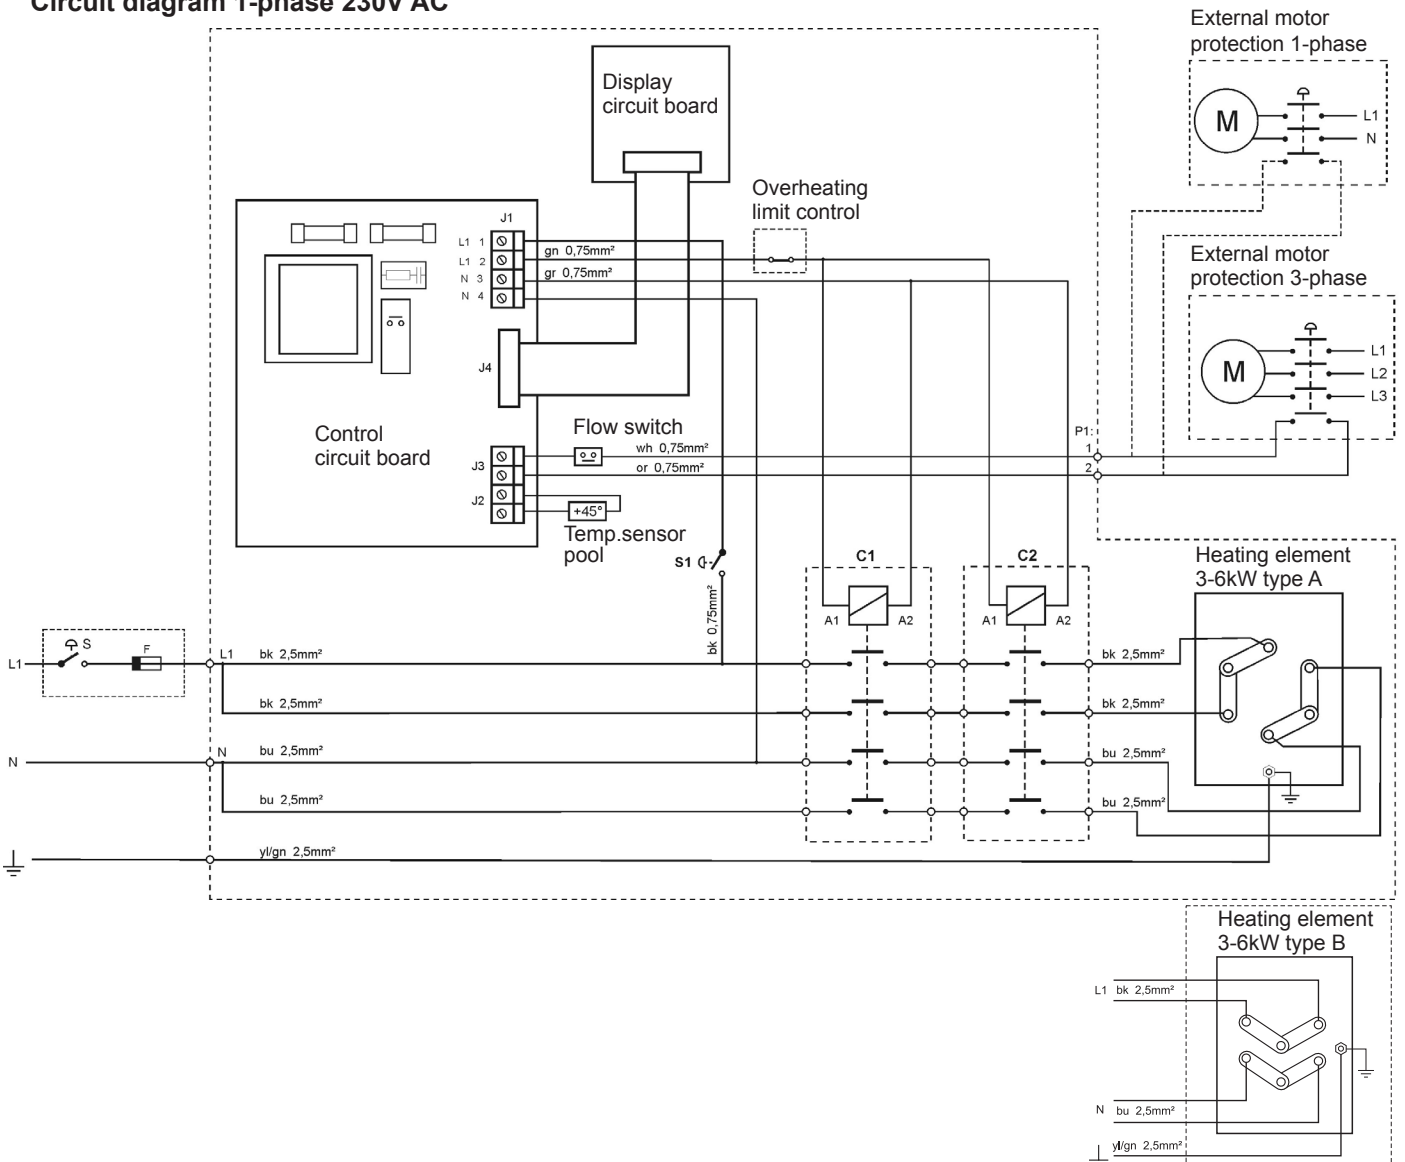 Circuit diagram 1-phase 230V AC
External motor
protection 1-phase
M
L1
N
Display
circuit board
Overheating
limit control
External motor
protection 3-phase
M
L1
L2
L3
J1
L1 1
L1 2
N 3
N 4
gn 0,75mm²
gr 0,75mm²
J4
Control
circuit board
Flow switch
wh 0,75mm²
or 0,75mm²
J3
J2
+45°
Temp.sensor
pool
P1:
1
2
S1
bk 0,75mm²
C1
A1 A2
C2
A1 A2
Heating element
3-6kW type A
L1
S
F
L1
bk 2,5mm²
bk 2,5mm²
bk 2,5mm²
bk 2,5mm²
N
N
bu 2,5mm²
bu 2,5mm²
bu 2,5mm²
bu 2,5mm²
yl/gn 2,5mm²
Heating element
3-6kW type B
L1 bk 2,5mm²
N bu 2,5mm²
yl/gn 2,5mm²